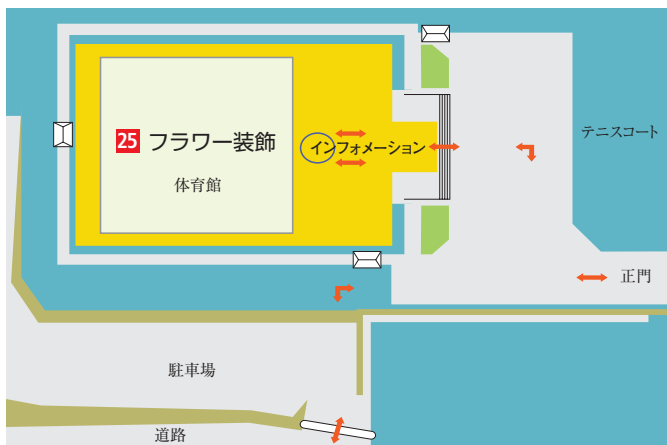 25 フラワー装飾
体育館
インフォメーション
テニスコート
正門
駐車場
道路